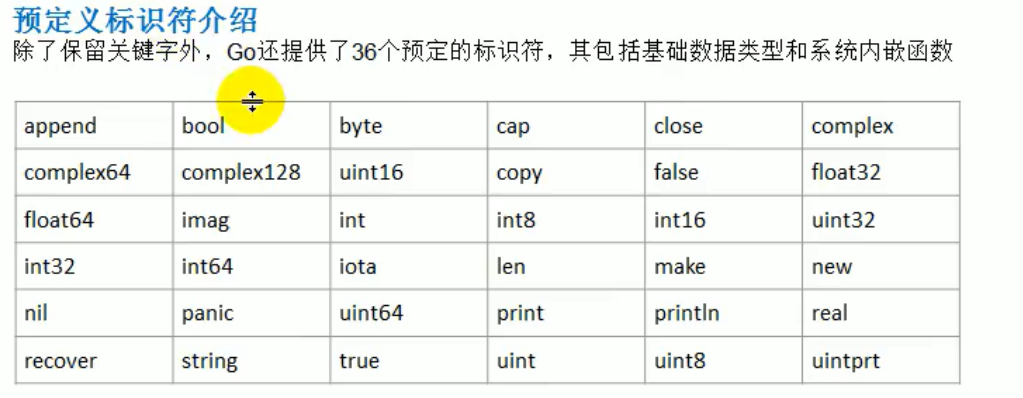 预定义标识符介绍
除了保留关键字外，Go还提供了36个预定的标识符，其包括基础数据类型和系统内嵌函数
append bool byte cap close complex
complex64 complex128 uint16 copy false float32
float64 imag int int8 int16 uint32
int32 int64 iota len make new
nil panic uint64 print println real
recover string true uint uint8 uintprt